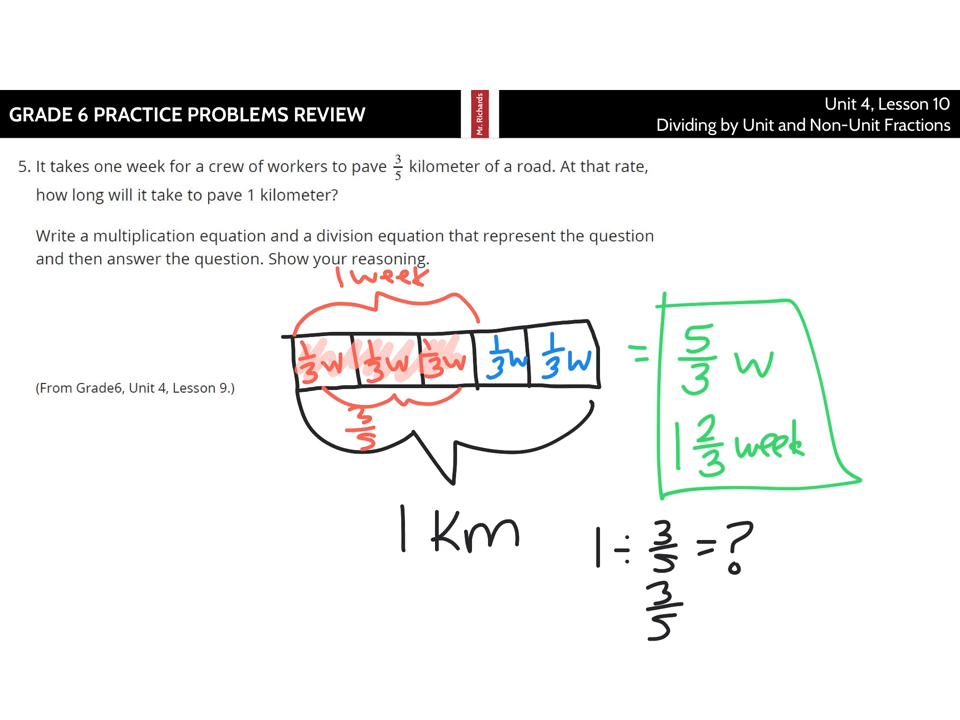 GRADE 6 PRACTICE PROBLEMS REVIEW
Mr. Richards
Unit 4, Lesson 10
Dividing by Unit and Non-Unit Fractions
5. It takes one week for a crew of workers to pave 3/5 kilometer of a road. At that rate,
how long will it take to pave 1 kilometer?
Write a multiplication equation and a division equation that represent the question
and then answer the question. Show your reasoning.
1 week
1/3 w 1/3 w 1/3 w 1/3 w 1/3 w = 5/3 w
(From Grade6, Unit 4, Lesson 9.)
3/5
1 2/3 week
1 Km
1 ÷ 3/5 = ?
3/5